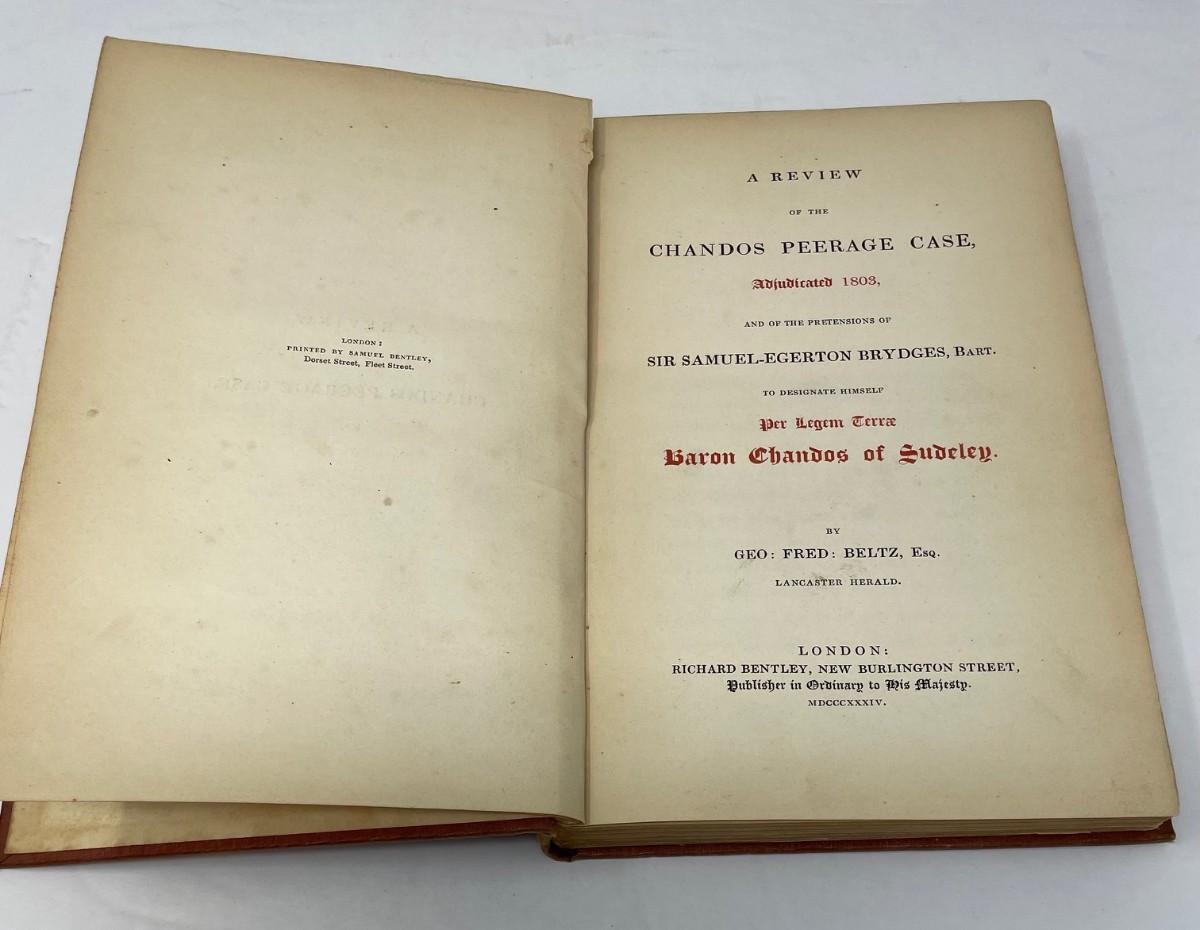 LONDON:
PRINTED BY SAMUEL BENTLEY,
Dorset Street, Fleet Street.
A REVIEW
OF THE
CHANDOS PEERAGE CASE,
Adjudicated 1803,
AND OF THE PRETENSIONS OF
SIR SAMUEL-EGERTON BRYDGES, BART.
TO DESIGNATE HIMSELF
Per Legem Terræ
Baron Chandos of Sudeley.
BY
GEO: FRED: BELTZ, ESQ.
LANCASTER HERALD.
LONDON:
RICHARD BENTLEY, NEW BURLINGTON STREET,
Publisher in Ordinary to His Majesty.
MDCCCXXXIV.